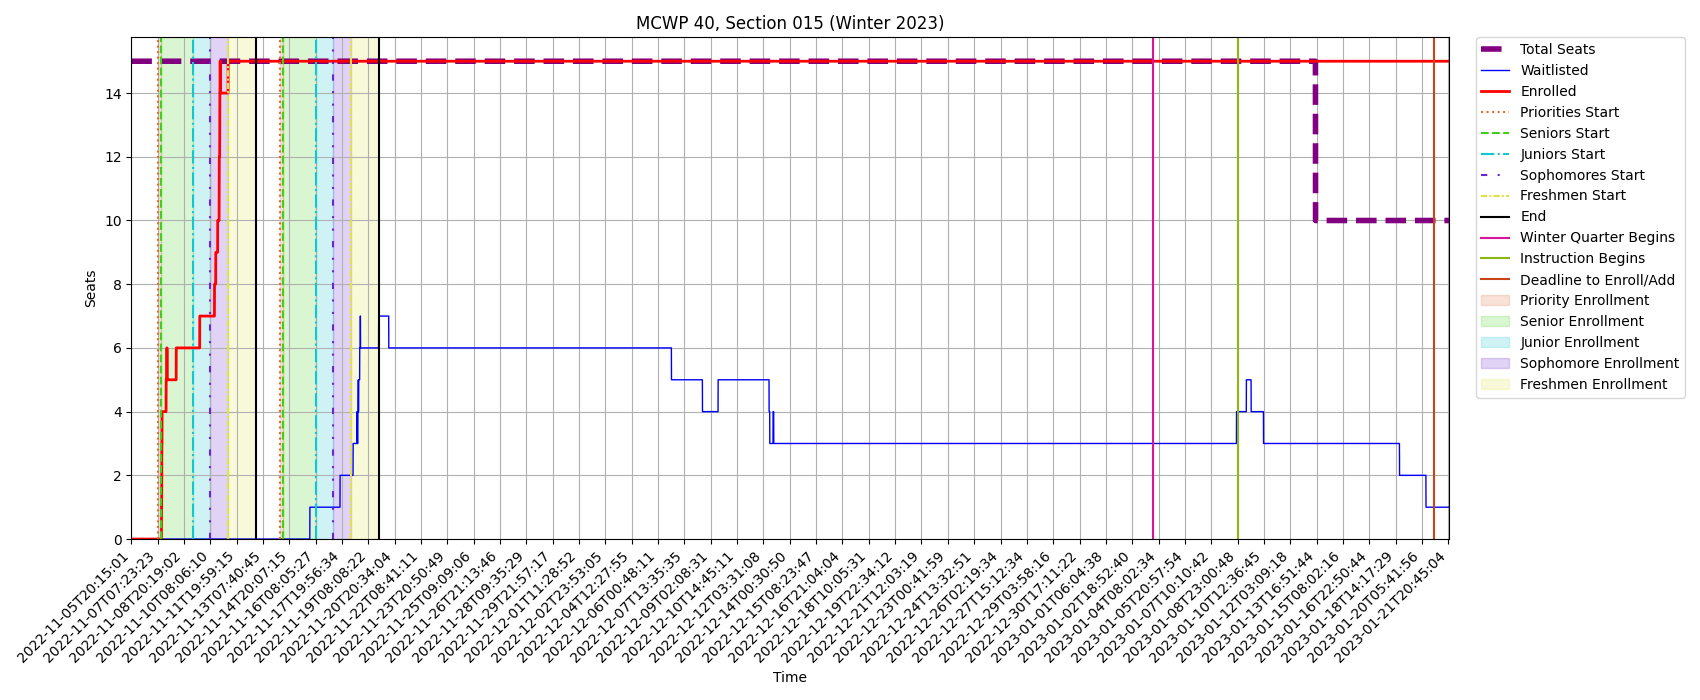 MCWP 40, Section 015 (Winter 2023)
Seats
14
12
10
8
6
4
2
0
2022-11-05T20:15:01
2022-11-07T07:23:23
2022-11-08T20:19:02
2022-11-10T08:06:10
2022-11-11T19:59:15
2022-11-13T07:40:45
2022-11-14T20:07:15
2022-11-16T08:05:27
2022-11-17T19:56:34
2022-11-19T08:08:22
2022-11-20T20:34:04
2022-11-22T08:41:11
2022-11-23T20:50:49
2022-11-25T09:09:06
2022-11-26T21:13:46
2022-11-28T09:35:29
2022-11-29T21:57:17
2022-12-01T11:28:52
2022-12-02T23:53:05
2022-12-04T12:27:55
2022-12-06T00:48:11
2022-12-07T13:35:35
2022-12-09T02:08:31
2022-12-10T14:45:11
2022-12-12T03:31:08
2022-12-14T00:30:50
2022-12-15T08:23:47
2022-12-16T21:04:04
2022-12-18T10:05:31
2022-12-19T22:34:12
2022-12-21T12:03:19
2022-12-23T00:41:59
2022-12-24T13:32:51
2022-12-26T02:19:34
2022-12-27T15:12:34
2022-12-29T03:58:16
2022-12-30T17:11:22
2023-01-01T06:04:38
2023-01-02T18:52:40
2023-01-04T08:02:34
2023-01-05T20:57:54
2023-01-07T10:10:42
2023-01-08T23:00:48
2023-01-10T12:36:45
2023-01-12T03:09:18
2023-01-13T16:51:44
2023-01-15T08:02:16
2023-01-16T22:50:44
2023-01-18T14:17:29
2023-01-20T05:41:56
2023-01-21T20:45:04
Time
Total Seats
Waitlisted
Enrolled
Priorities Start
Seniors Start
Juniors Start
Sophomores Start
Freshmen Start
End
Winter Quarter Begins
Instruction Begins
Deadline to Enroll/Add
Priority Enrollment
Senior Enrollment
Junior Enrollment
Sophomore Enrollment
Freshmen Enrollment